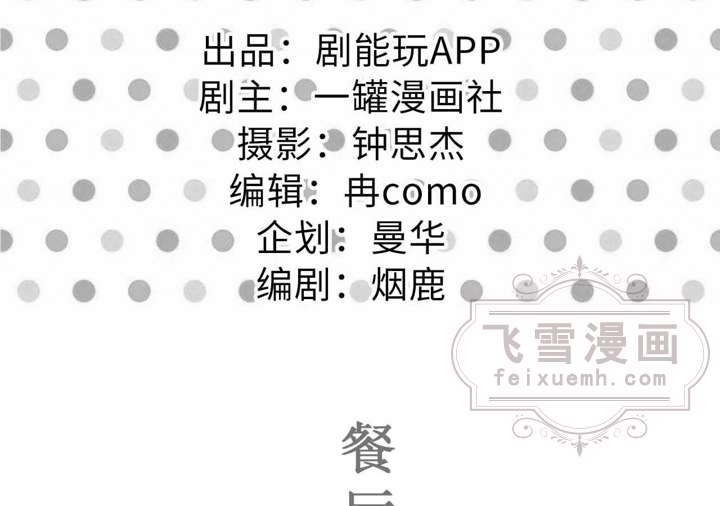 出品：剧能玩APP
剧主：一罐漫画社
摄影：钟思杰
编辑：冉como
企划：曼华
编剧：烟鹿
飞雪漫画
feixuemh.com
餐